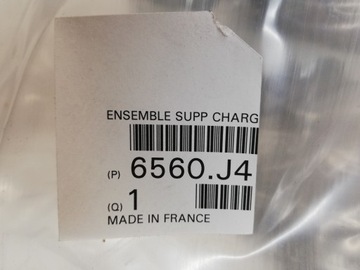 ENSEMBLE SUPP CHARG
(P) 6560.J4
(Q) 1
MADE IN FRANCE